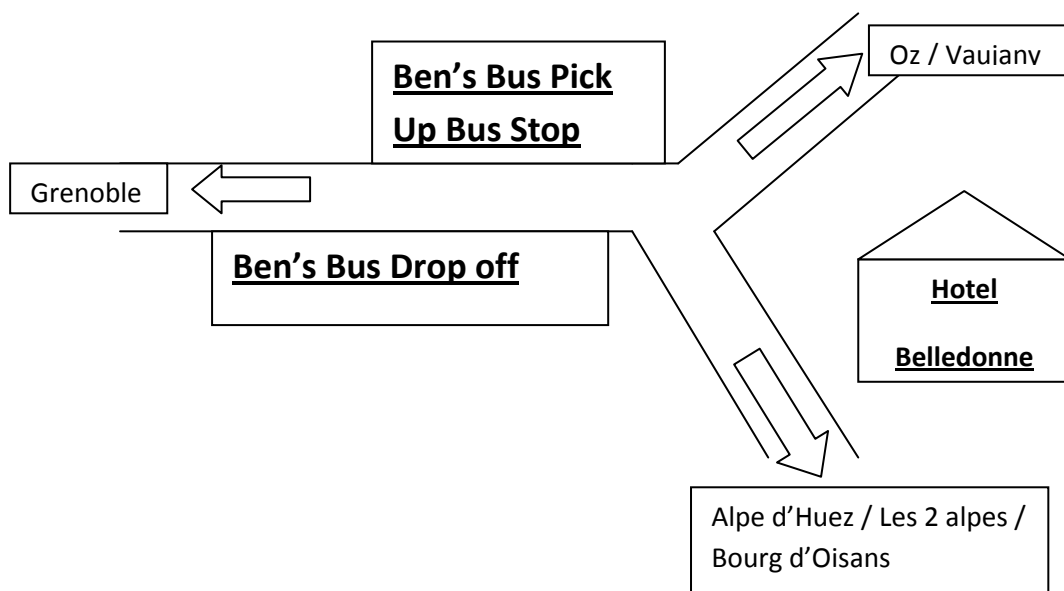 Ben’s Bus Pick
Up Bus Stop
Oz / Vaujany
Grenoble
Ben’s Bus Drop off
Hotel
Belledonne
Alpe d’Huez / Les 2 alpes /
Bourg d’Oisans